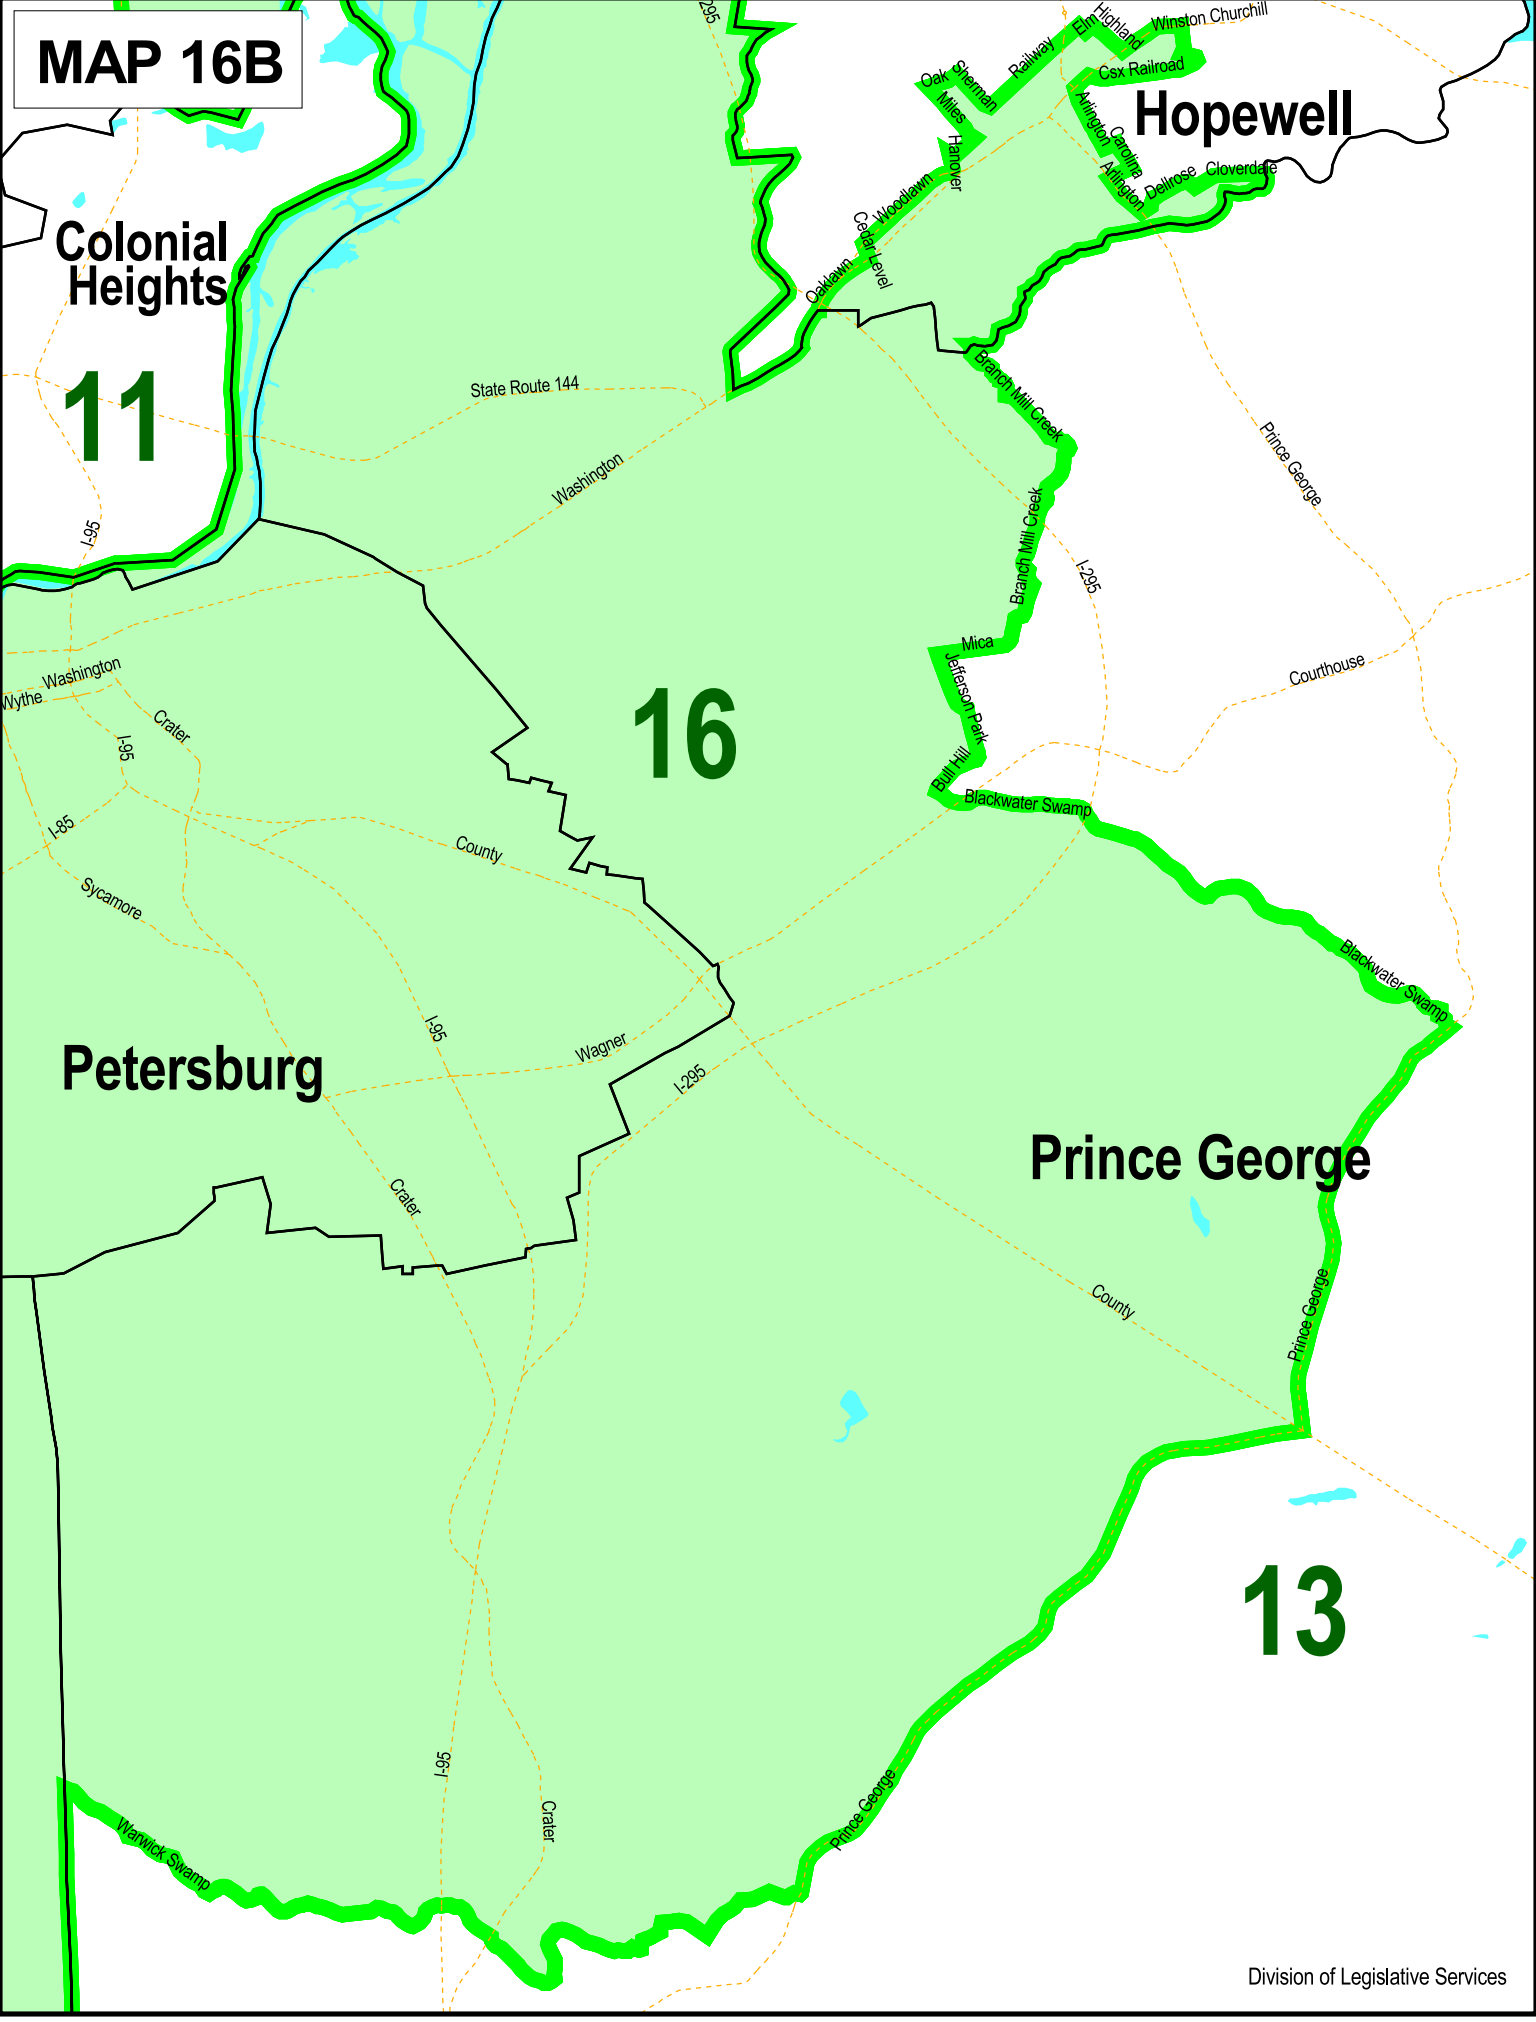 MAP 16B
295
Elm
Highland
Winston Churchill
Railway
Csx Railroad
Oak
Sherman
Miles
Arlington
Hopewell
Carolina
Hanover
Arlington
Dellrose
Cloverdale
Woodlawn
Cedar Level
Oaklawn
Colonial
Heights
11
State Route 144
Branch Mill Creek
Washington
Prince George
I-95
Branch Mill Creek
I-295
Mica
Jefferson Park
Courthouse
Washington
Wythe
Crater
I-95
16
Bull Hill
Blackwater Swamp
I-85
County
Sycamore
Blackwater Swamp
I-95
Wagner
I-295
Petersburg
Prince George
Crater
County
Prince George
13
I-95
Crater
Prince George
Warwick Swamp
Division of Legislative Services